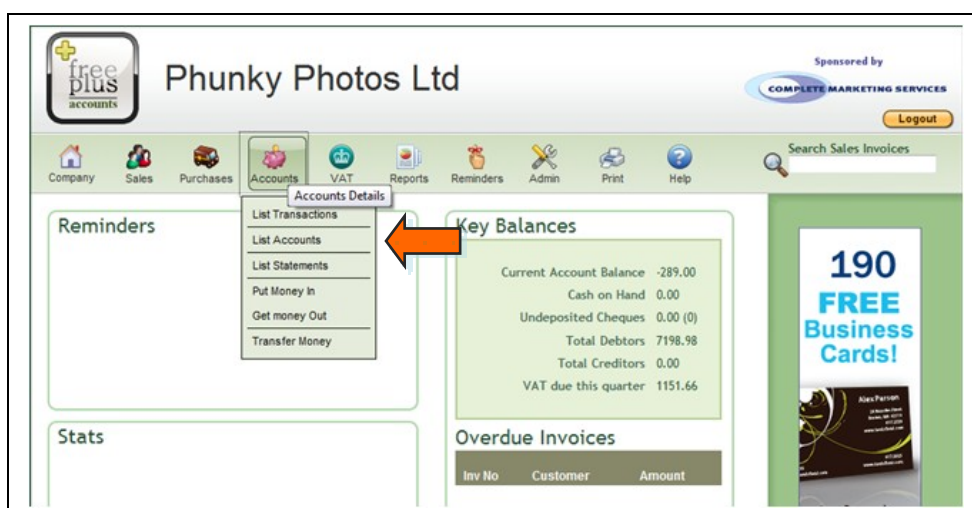 free
plus
accounts
Phunky Photos Ltd
Sponsored by
COMPLETE MARKETING SERVICES
Logout
Company Sales Purchases Accounts VAT Reports Reminders Admin Print Help
Search Sales Invoices
Accounts Details
List Transactions
List Accounts
List Statements
Put Money In
Get money Out
Transfer Money
Reminders
Key Balances
Current Account Balance -289.00
Cash on Hand 0.00
Undeposited Cheques 0.00 (0)
Total Debtors 7198.98
Total Creditors 0.00
VAT due this quarter 1151.66
Stats
Overdue Invoices
Inv No Customer Amount
190
FREE
Business
Cards!
Alex Person